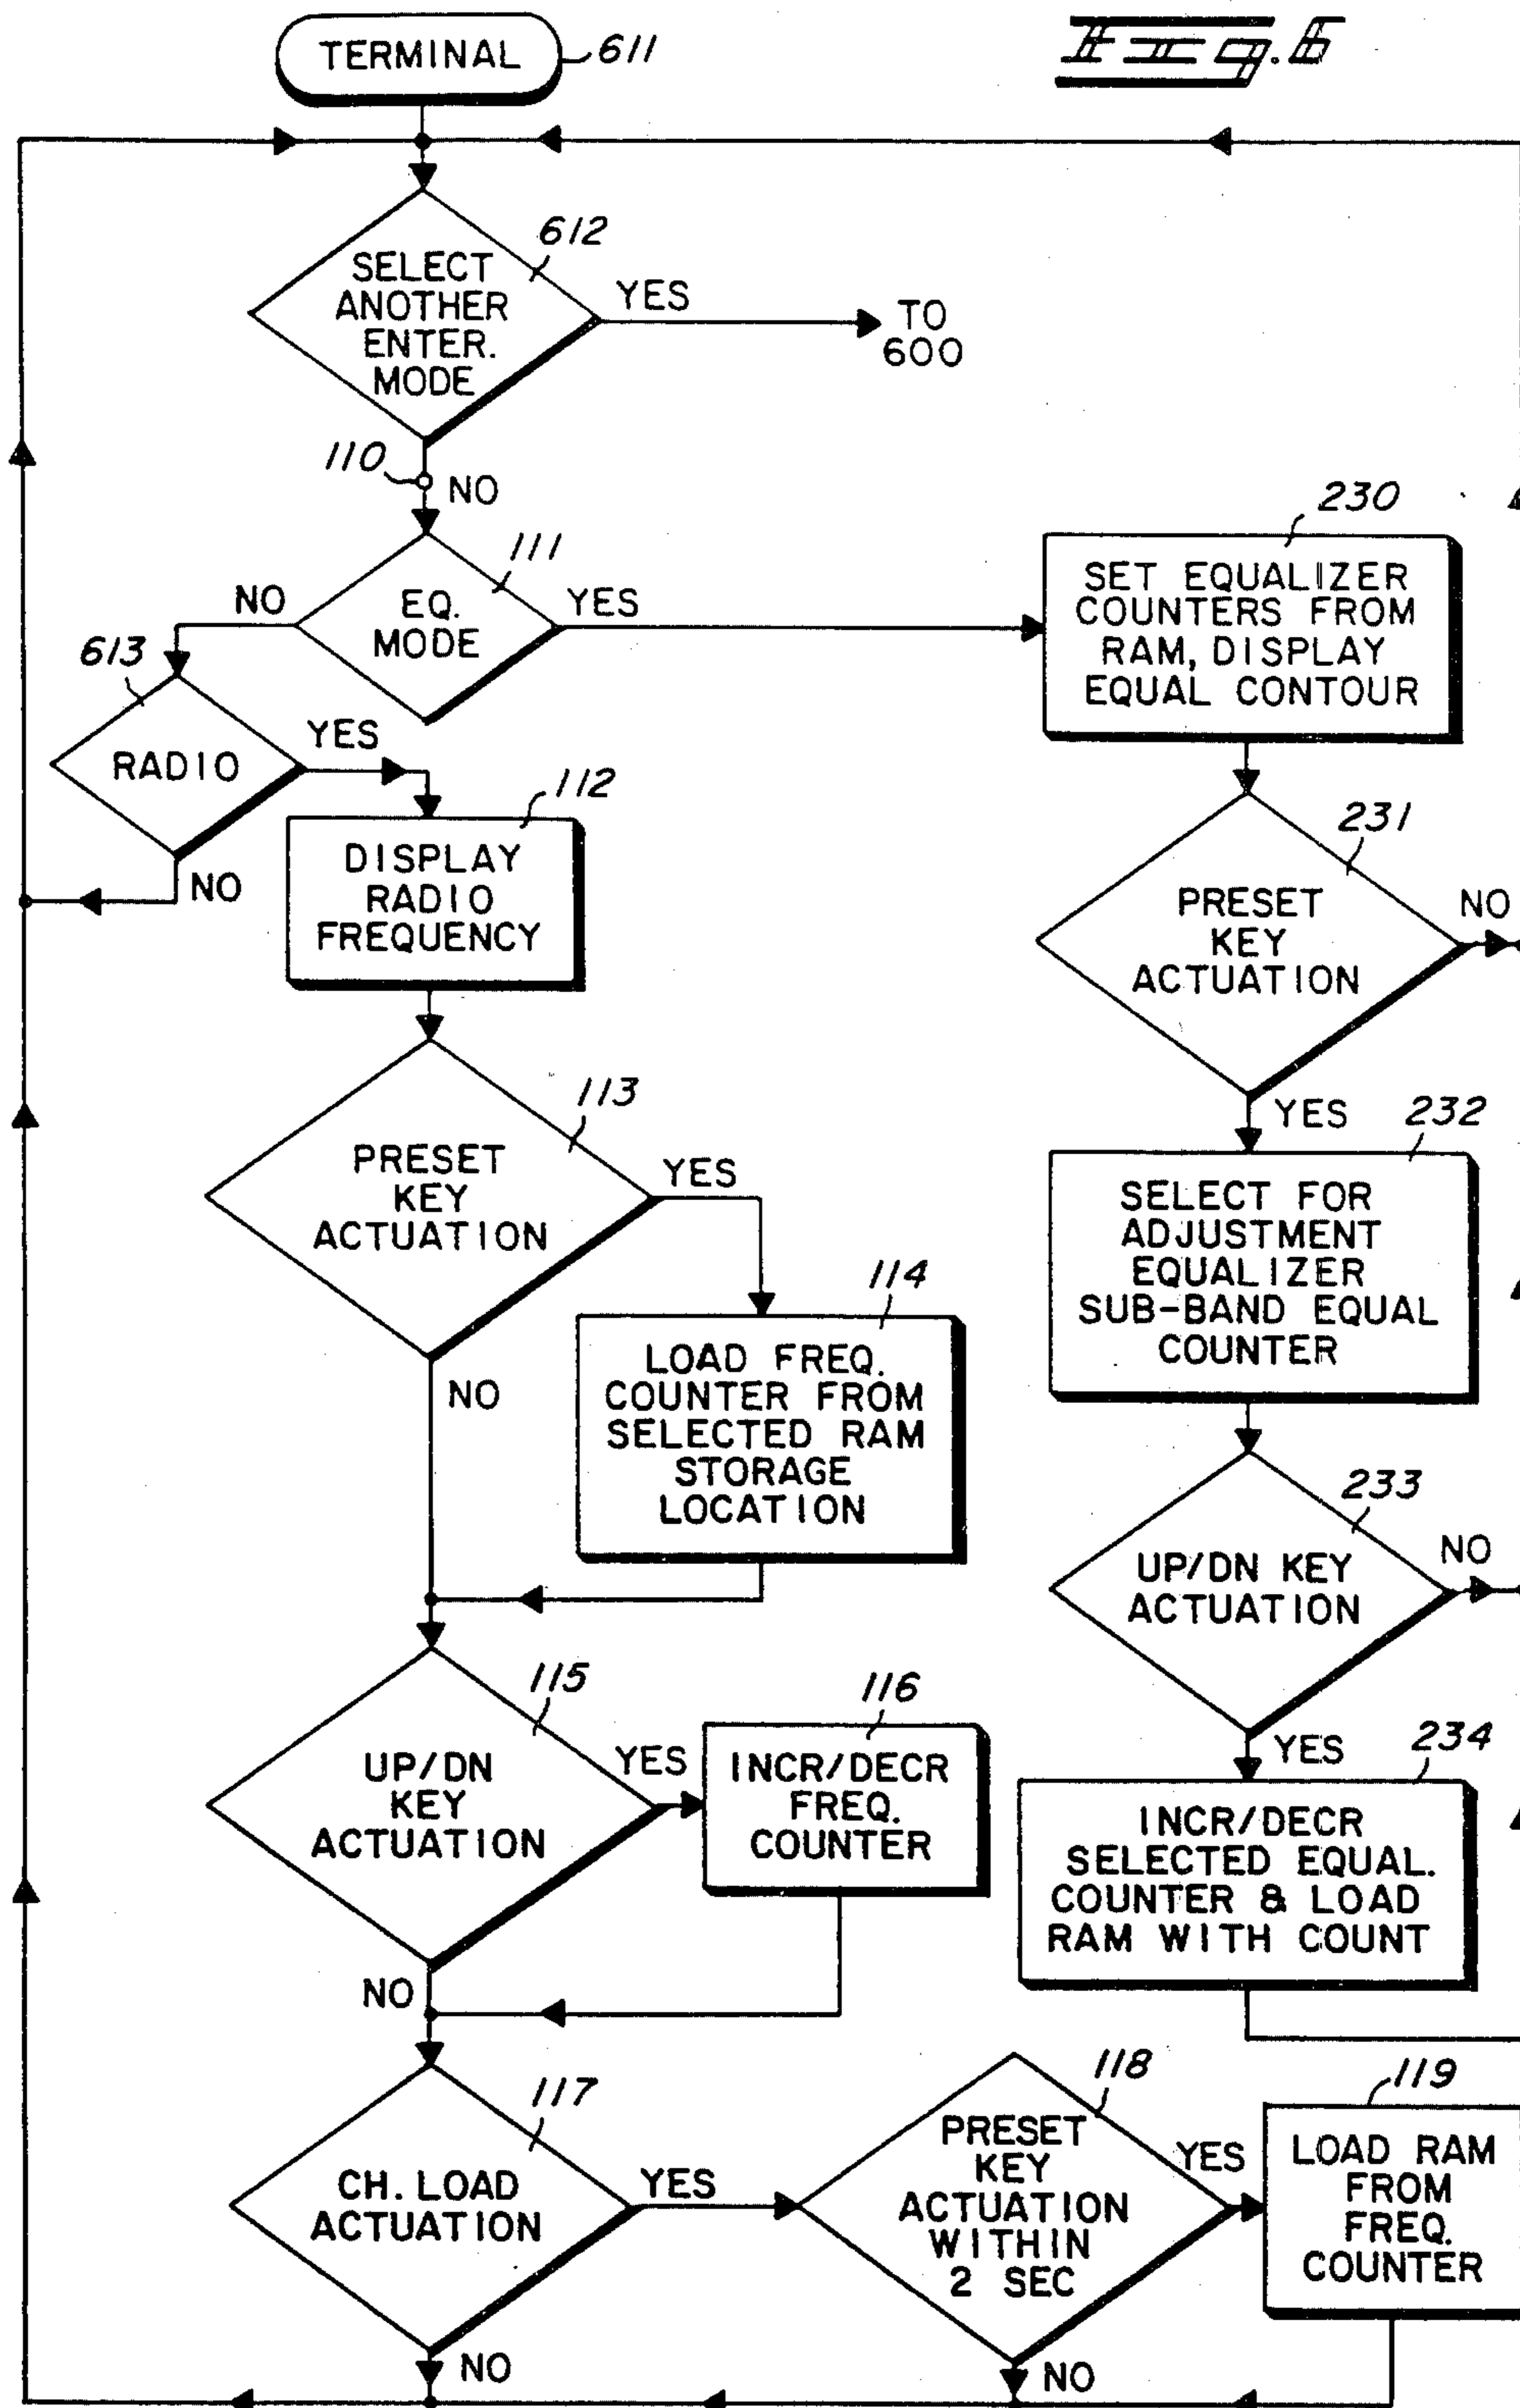 TERMINAL
611
Fig. 6
612
SELECT
ANOTHER
ENTER.
MODE
YES
TO
600
110
NO
111
EQ.
MODE
NO
YES
230
SET EQUALIZER
COUNTERS FROM
RAM, DISPLAY
EQUAL CONTOUR
613
RADIO
YES
NO
112
DISPLAY
RADIO
FREQUENCY
231
PRESET
KEY
ACTUATION
NO
YES
113
PRESET
KEY
ACTUATION
YES
NO
232
SELECT FOR
ADJUSTMENT
EQUALIZER
SUB-BAND EQUAL
COUNTER
114
LOAD FREQ.
COUNTER FROM
SELECTED RAM
STORAGE
LOCATION
233
UP/DN KEY
ACTUATION
NO
YES
115
UP/DN
KEY
ACTUATION
YES
NO
116
INCR/DECR
FREQ.
COUNTER
234
INCR/DECR
SELECTED EQUAL.
COUNTER & LOAD
RAM WITH COUNT
117
CH. LOAD
ACTUATION
YES
NO
118
PRESET
KEY
ACTUATION
WITHIN
2 SEC
YES
NO
119
LOAD RAM
FROM
FREQ.
COUNTER